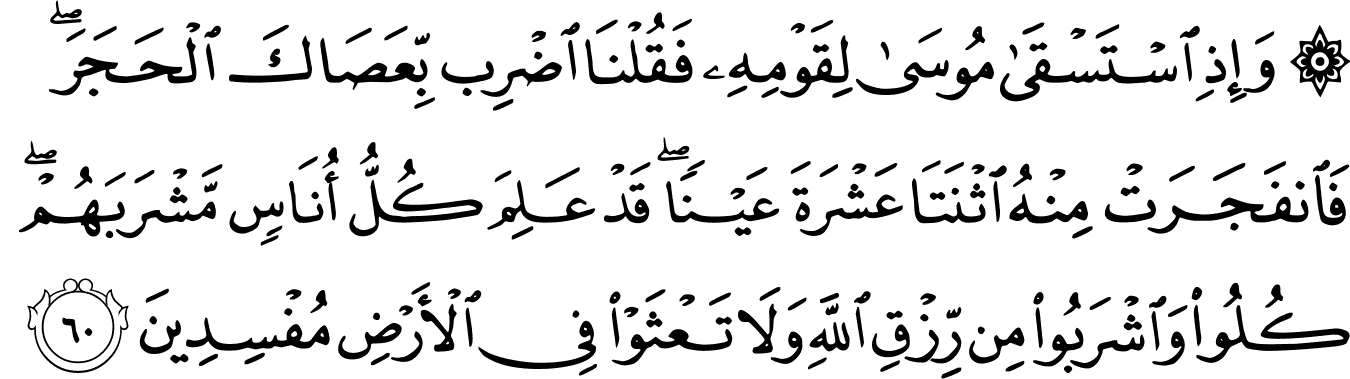 ۞ وَإِذِ ٱسْتَسْقَىٰ مُوسَىٰ لِقَوْمِهِۦ فَقُلْنَا ٱضْرِب بِّعَصَاكَ ٱلْحَجَرَ ۖ
فَٱنفَجَرَتْ مِنْهُ ٱثْنَتَا عَشْرَةَ عَيْنًا ۖ قَدْ عَلِمَ كُلُّ أُنَاسٍ مَّشْرَبَهُمْ ۖ
كُلُوا۟ وَٱشْرَبُوا۟ مِن رِّزْقِ ٱللَّهِ وَلَا تَعْثَوْا۟ فِى ٱلْأَرْضِ مُفْسِدِينَ ٦٠